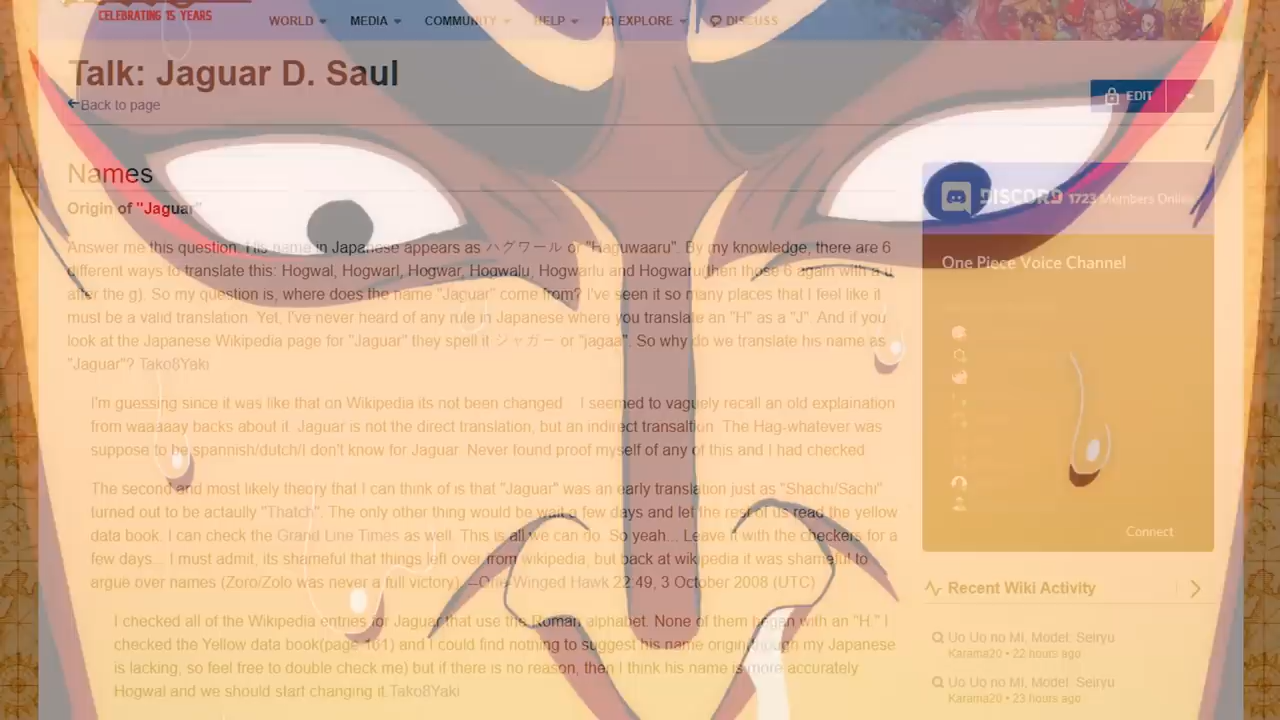 CELEBRATING 15 YEARS
WORLD MEDIA COMMUNITY HELP EXPLORE DISCUSS
Talk: Jaguar D. Saul
Back to page
EDIT
Names
Origin of "Jaguar"
Answer me this question. His name in Japanese appears as ハグワール or "Haguwaaru". By my knowledge, there are 6
different ways to translate this: Hogwal, Hogwarl, Hogwar, Hogwalu, Hogwarlu and Hogwaru(then those 6 again with a u
after the g). So my question is, where does the name "Jaguar" come from? I've seen it so many places that I feel like it
must be a valid translation. Yet, I've never heard of any rule in Japanese where you translate an "H" as a "J". And if you
look at the Japanese Wikipedia page for "Jaguar" they spell it ジャガー or "jagaa". So why do we translate his name as
"Jaguar"? Tako8Yaki
I'm guessing since it was like that on Wikipedia its not been changed I seemed to vaguely recall an old explaination
from waaaaay backs about it. Jaguar is not the direct translation, but an indirect transaltion. The Hag-whatever was
suppose to be spannish/dutch/I don't know for Jaguar. Never found proof myself of any of this and I had checked
The second and most likely theory that I can think of is that "Jaguar" was an early translation just as "Shachi/Sachi"
turned out to be actaully "Thatch". The only other thing would be wait a few days and let the rest of us read the yellow
data book. I can check the Grand Line Times as well. This is all we can do. So yeah... Leave it with the checkers for a
few days... I must admit, its shameful that things left over from wikipedia, but back at wikipedia it was shameful to
argue over names (Zoro/Zolo was never a full victory). —One-Winged Hawk 22:49, 3 October 2008 (UTC)
I checked all of the Wikipedia entries for Jaguar that use the Roman alphabet. None of them began with an "H." I
checked the Yellow data book(page 161) and I could find nothing to suggest his name origin(though my Japanese
is lacking, so feel free to double check me) but if there is no reason, then I think his name is more accurately
Hogwal and we should start changing it.Tako8Yaki
DISCORD 1723 Members Online
One Piece Voice Channel
Connect
Recent Wiki Activity
Uo Uo no Mi, Model: Seiryu
Karama20 • 22 hours ago
Uo Uo no Mi, Model: Seiryu
Karama20 • 23 hours ago